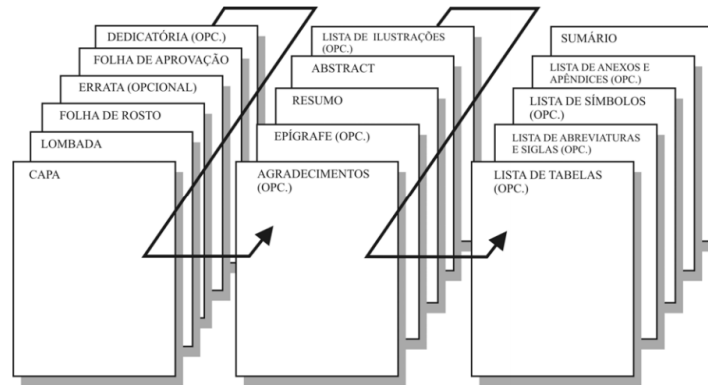 CAPA
LOMBADA
FOLHA DE ROSTO
ERRATA (OPCIONAL)
FOLHA DE APROVAÇÃO
DEDICATÓRIA (OPC.)
AGRADECIMENTOS
(OPC.)
EPÍGRAFE (OPC.)
RESUMO
ABSTRACT
LISTA DE ILUSTRAÇÕES
(OPC.)
LISTA DE TABELAS
(OPC.)
LISTA DE ABREVIATURAS
E SIGLAS (OPC.)
LISTA DE SÍMBOLOS
(OPC.)
LISTA DE ANEXOS E
APÊNDICES (OPC.)
SUMÁRIO